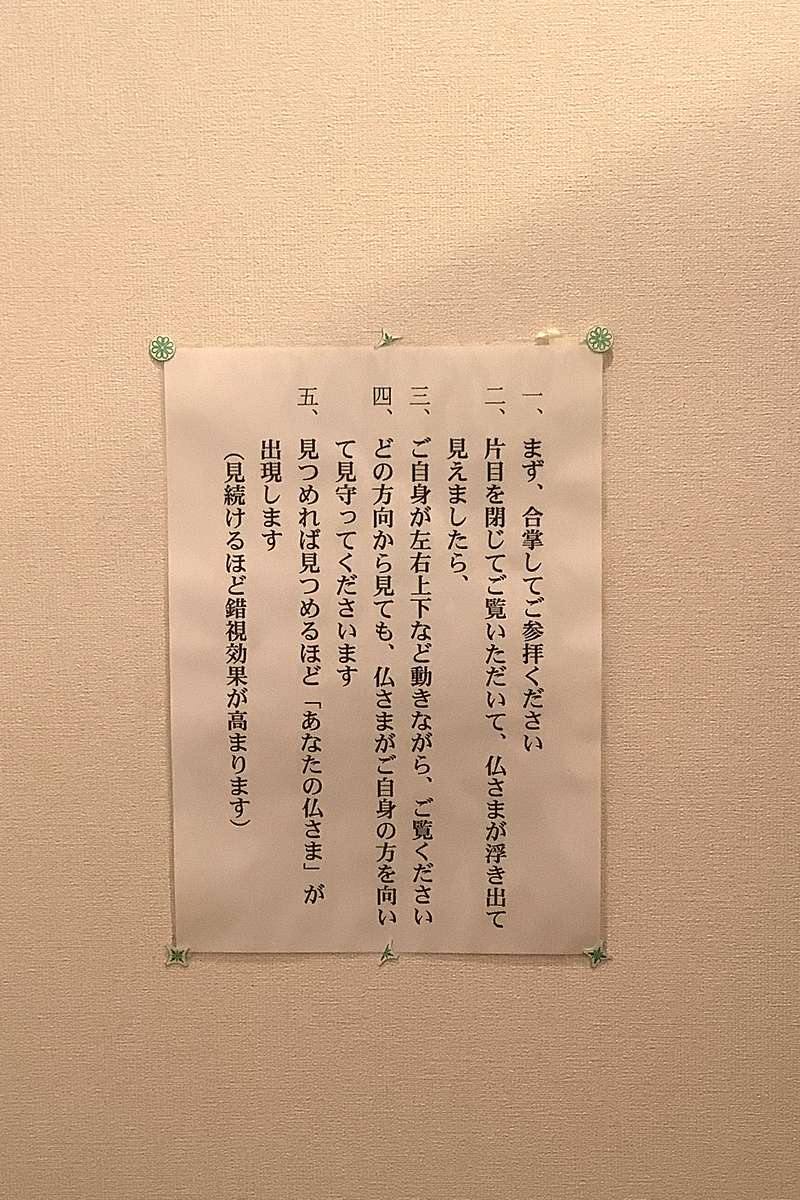 一、まず、合掌してご参拝ください
二、片目を閉じてご覧いただいて、仏さまが浮き出て
見えましたら、
三、ご自身が左右上下など動きながら、ご覧ください
四、どの方向から見ても、仏さまがご自身の方を向い
て見守ってくださいます
五、見つめれば見つめるほど「あなたの仏さま」が
出現します
（見続けるほど錯視効果が高まります）